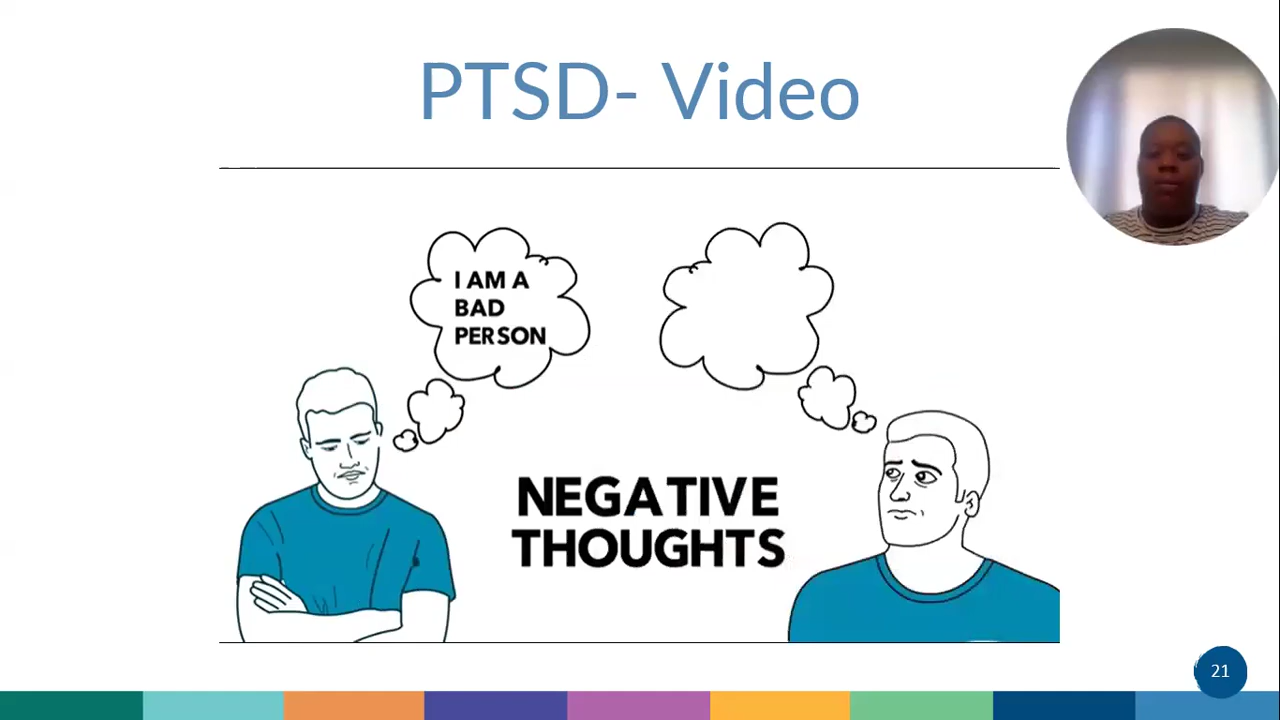 PTSD- Video
I AM A
BAD
PERSON
NEGATIVE
THOUGHTS
21